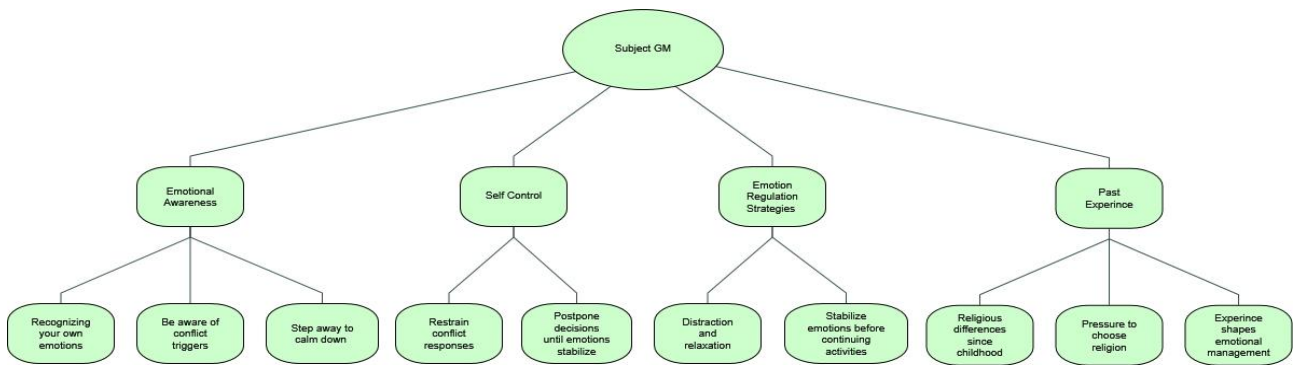 Subject GM
Emotional
Awareness
Self Control
Emotion
Regulation
Strategies
Past
Experince
Recognizing
your own
emotions
Be aware of
conflict
triggers
Step away to
calm down
Restrain
conflict
responses
Postpone
decisions
until emotions
stabilize
Distraction
and
relaxation
Stabilize
emotions before
continuing
activities
Religious
differences
since
childhood
Pressure to
choose
religion
Experince
shapes
emotional
management